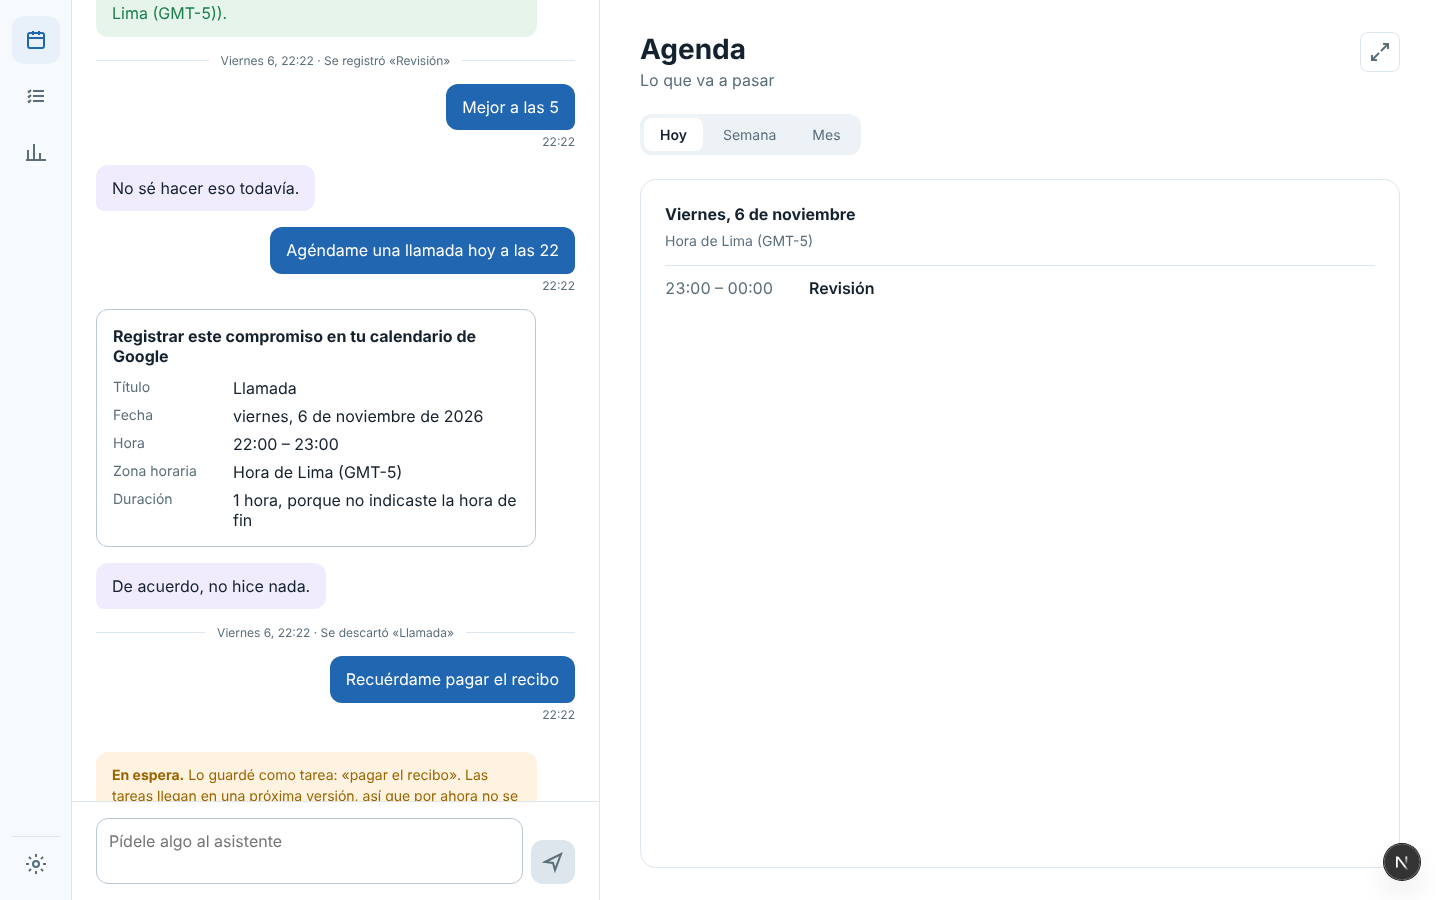 Lima (GMT-5)).
Viernes 6, 22:22 · Se registró «Revisión»
Mejor a las 5
22:22
No sé hacer eso todavía.
Agéndame una llamada hoy a las 22
22:22
Registrar este compromiso en tu calendario de
Google
Título Llamada
Fecha viernes, 6 de noviembre de 2026
Hora 22:00 – 23:00
Zona horaria Hora de Lima (GMT-5)
Duración 1 hora, porque no indicaste la hora de
fin
De acuerdo, no hice nada.
Viernes 6, 22:22 · Se descartó «Llamada»
Recuérdame pagar el recibo
22:22
En espera. Lo guardé como tarea: «pagar el recibo». Las
tareas llegan en una próxima versión, así que por ahora no se
Pídele algo al asistente
Agenda
Lo que va a pasar
Hoy Semana Mes
Viernes, 6 de noviembre
Hora de Lima (GMT-5)
23:00 – 00:00 Revisión
N